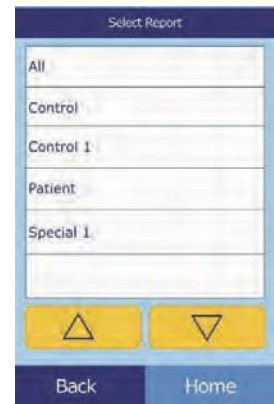 Select Report
All
Control
Control 1
Patient
Special 1
Back Home